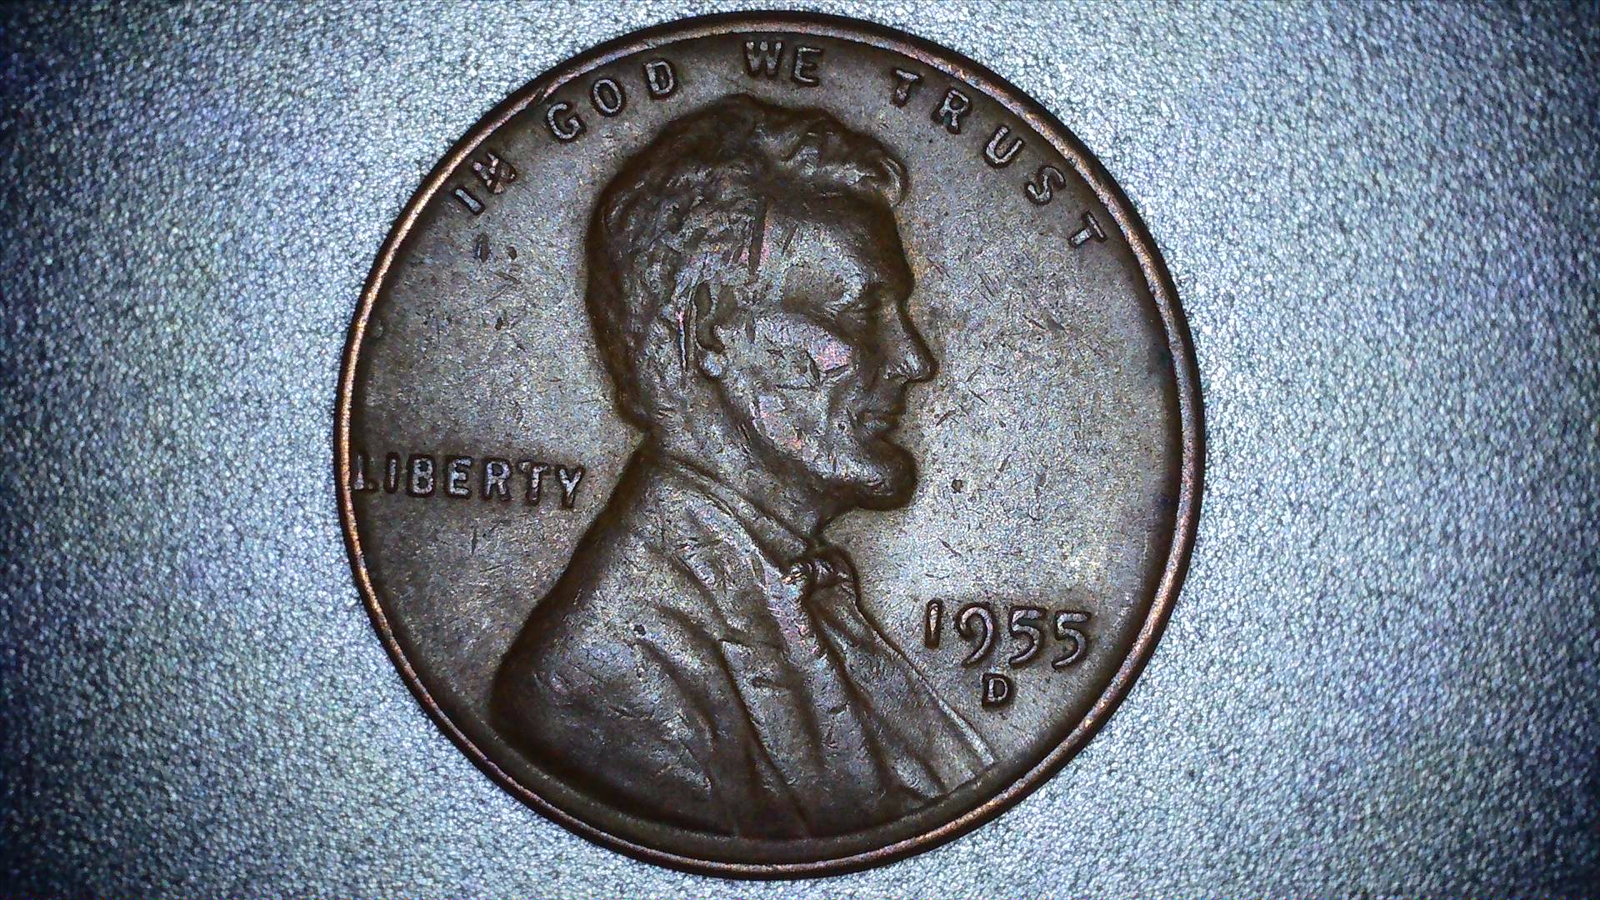 IN GOD WE TRUST
LIBERTY
1955
D